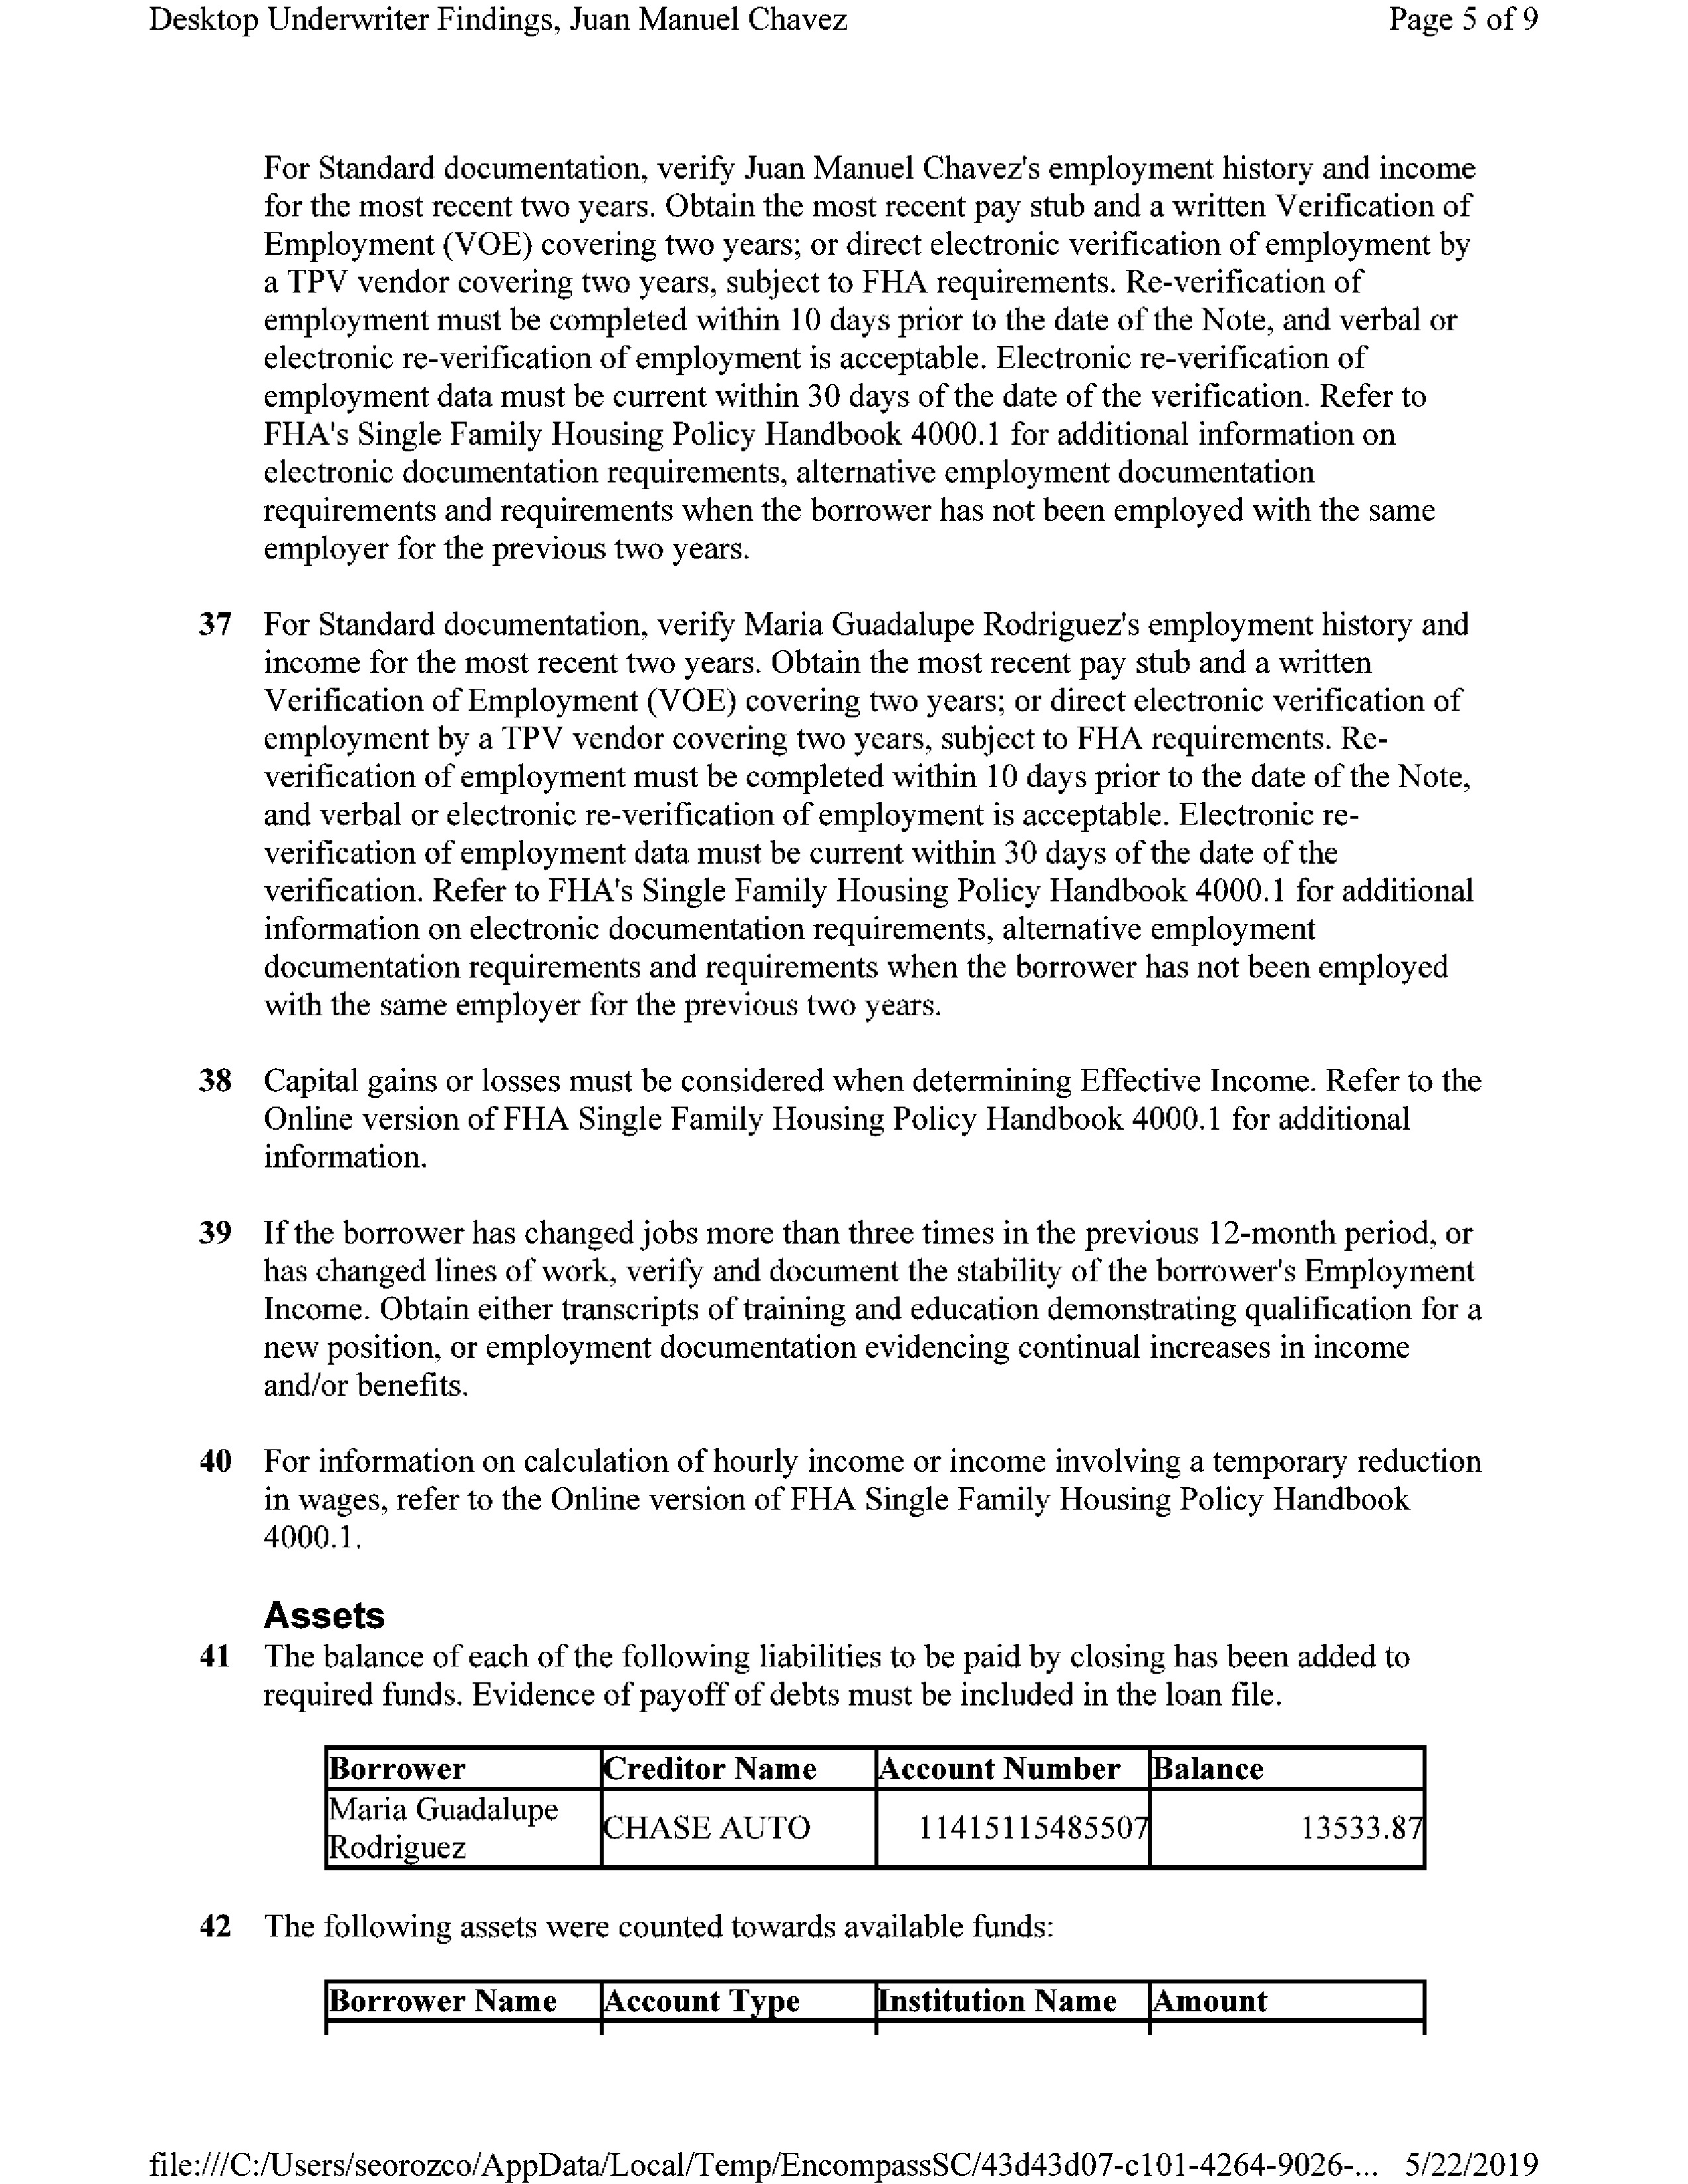 Desktop Underwriter Findings, Juan Manuel Chavez Page 5 of 9
For Standard documentation, verify Juan Manuel Chavez's employment history and income
for the most recent two years. Obtain the most recent pay stub and a written Verification of
Employment (VOE) covering two years; or direct electronic verification of employment by
a TPV vendor covering two years, subject to FHA requirements. Re-verification of
employment must be completed within 10 days prior to the date of the Note, and verbal or
electronic re-verification of employment is acceptable. Electronic re-verification of
employment data must be current within 30 days of the date of the verification. Refer to
FHA's Single Family Housing Policy Handbook 4000.1 for additional information on
electronic documentation requirements, alternative employment documentation
requirements and requirements when the borrower has not been employed with the same
employer for the previous two years.
37 For Standard documentation, verify Maria Guadalupe Rodriguez's employment history and
income for the most recent two years. Obtain the most recent pay stub and a written
Verification of Employment (VOE) covering two years; or direct electronic verification of
employment by a TPV vendor covering two years, subject to FHA requirements. Re-
verification of employment must be completed within 10 days prior to the date of the Note,
and verbal or electronic re-verification of employment is acceptable. Electronic re-
verification of employment data must be current within 30 days of the date of the
verification. Refer to FHA's Single Family Housing Policy Handbook 4000.1 for additional
information on electronic documentation requirements, alternative employment
documentation requirements and requirements when the borrower has not been employed
with the same employer for the previous two years.
38 Capital gains or losses must be considered when determining Effective Income. Refer to the
Online version of FHA Single Family Housing Policy Handbook 4000.1 for additional
information.
39 If the borrower has changed jobs more than three times in the previous 12-month period, or
has changed lines of work, verify and document the stability of the borrower's Employment
Income. Obtain either transcripts of training and education demonstrating qualification for a
new position, or employment documentation evidencing continual increases in income
and/or benefits.
40 For information on calculation of hourly income or income involving a temporary reduction
in wages, refer to the Online version of FHA Single Family Housing Policy Handbook
4000.1.
Assets
41 The balance of each of the following liabilities to be paid by closing has been added to
required funds. Evidence of payoff of debts must be included in the loan file.
Borrower Creditor Name Account Number Balance
Maria Guadalupe
Rodriguez CHASE AUTO 11415115485507 13533.87
42 The following assets were counted towards available funds:
Borrower Name Account Type Institution Name Amount
file:///C:/Users/seorozco/AppData/Local/Temp/EncompassSC/43d43d07-c101-4264-9026-... 5/22/2019